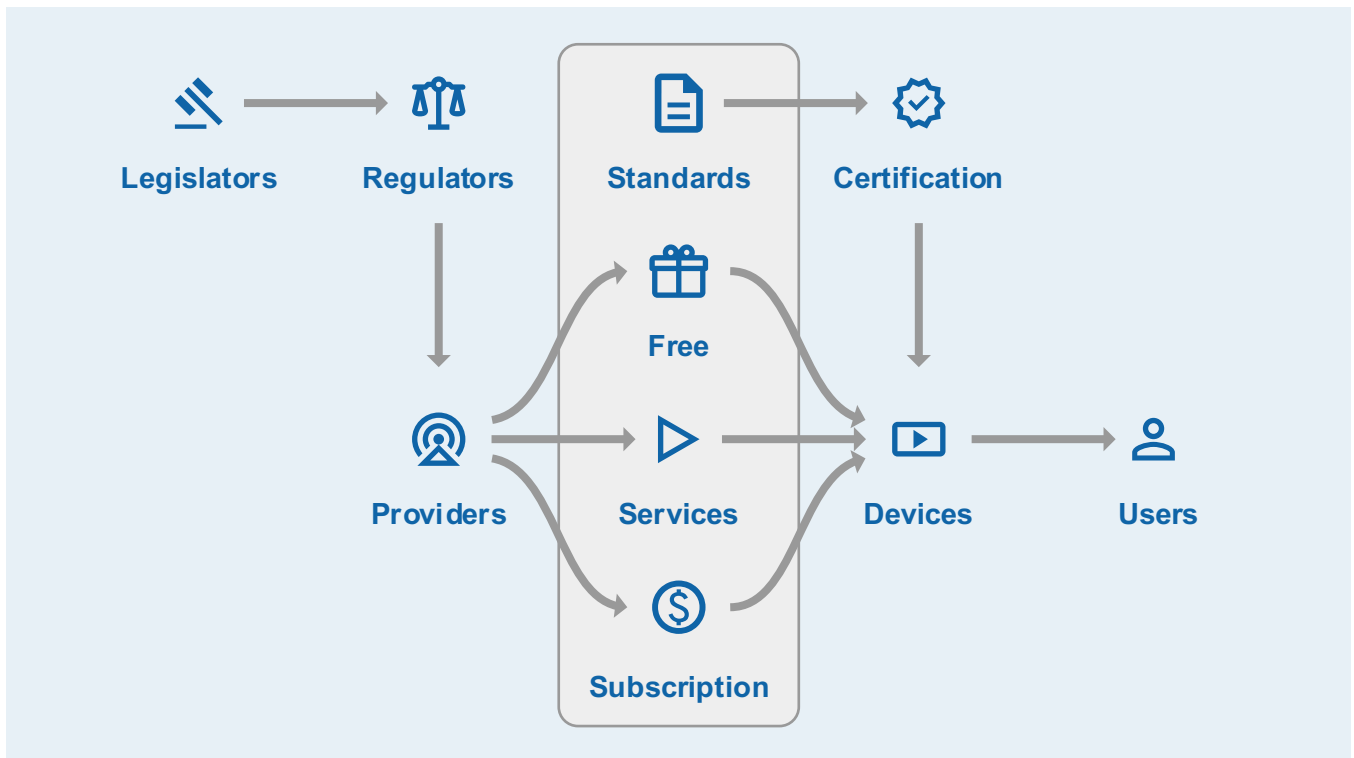 Legislators
Regulators
Standards
Certification
Free
Providers
Services
Devices
Users
$
Subscription